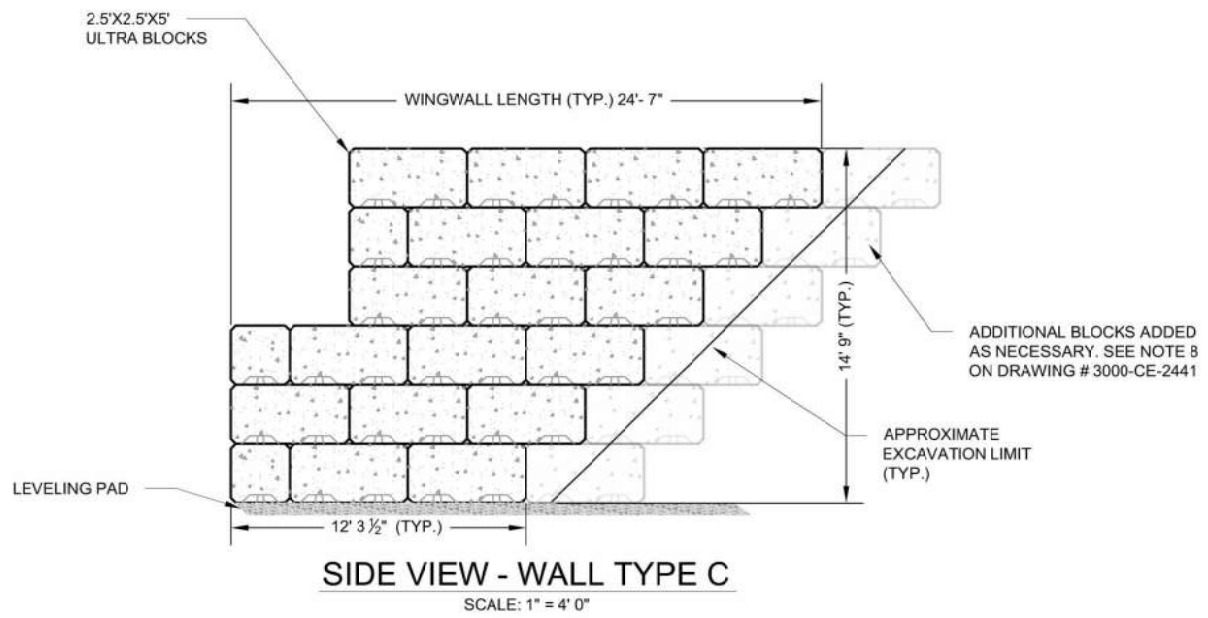 2.5'X2.5'X5'
ULTRA BLOCKS
WINGWALL LENGTH (TYP.) 24'- 7"
14' 9" (TYP.)
ADDITIONAL BLOCKS ADDED
AS NECESSARY. SEE NOTE 8
ON DRAWING # 3000-CE-2441
APPROXIMATE
EXCAVATION LIMIT
(TYP.)
LEVELING PAD
12' 3 ½" (TYP.)
SIDE VIEW - WALL TYPE C
SCALE: 1" = 4' 0"